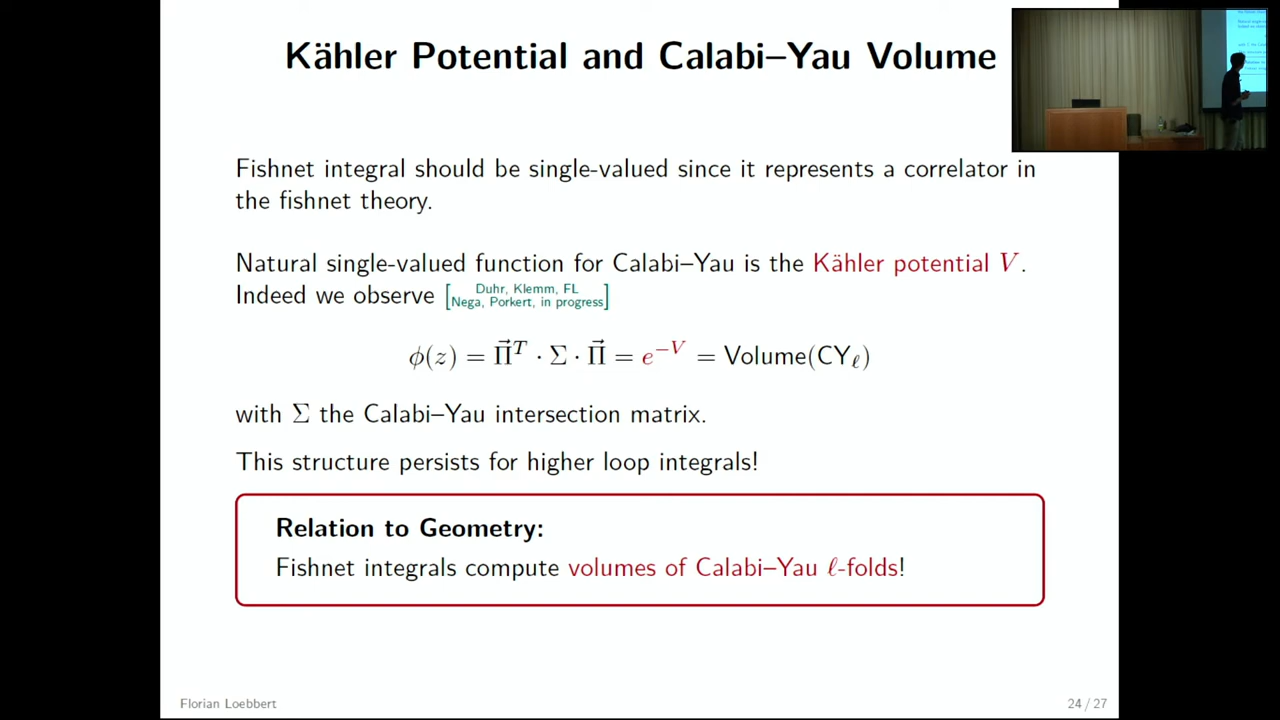 Kähler Potential and Calabi–Yau Volume
Fishnet integral should be single-valued since it represents a correlator in
the fishnet theory.
Natural single-valued function for Calabi–Yau is the Kähler potential V.
Indeed we observe [Duhr, Klemm, FL
Nega, Porkert, in progress]
ϕ(z) = Π⃗ᵀ · Σ · Π⃗ = e⁻ⱽ = Volume(CY_ℓ)
with Σ the Calabi–Yau intersection matrix.
This structure persists for higher loop integrals!
Relation to Geometry:
Fishnet integrals compute volumes of Calabi–Yau ℓ-folds!
Florian Loebbert
24 / 27